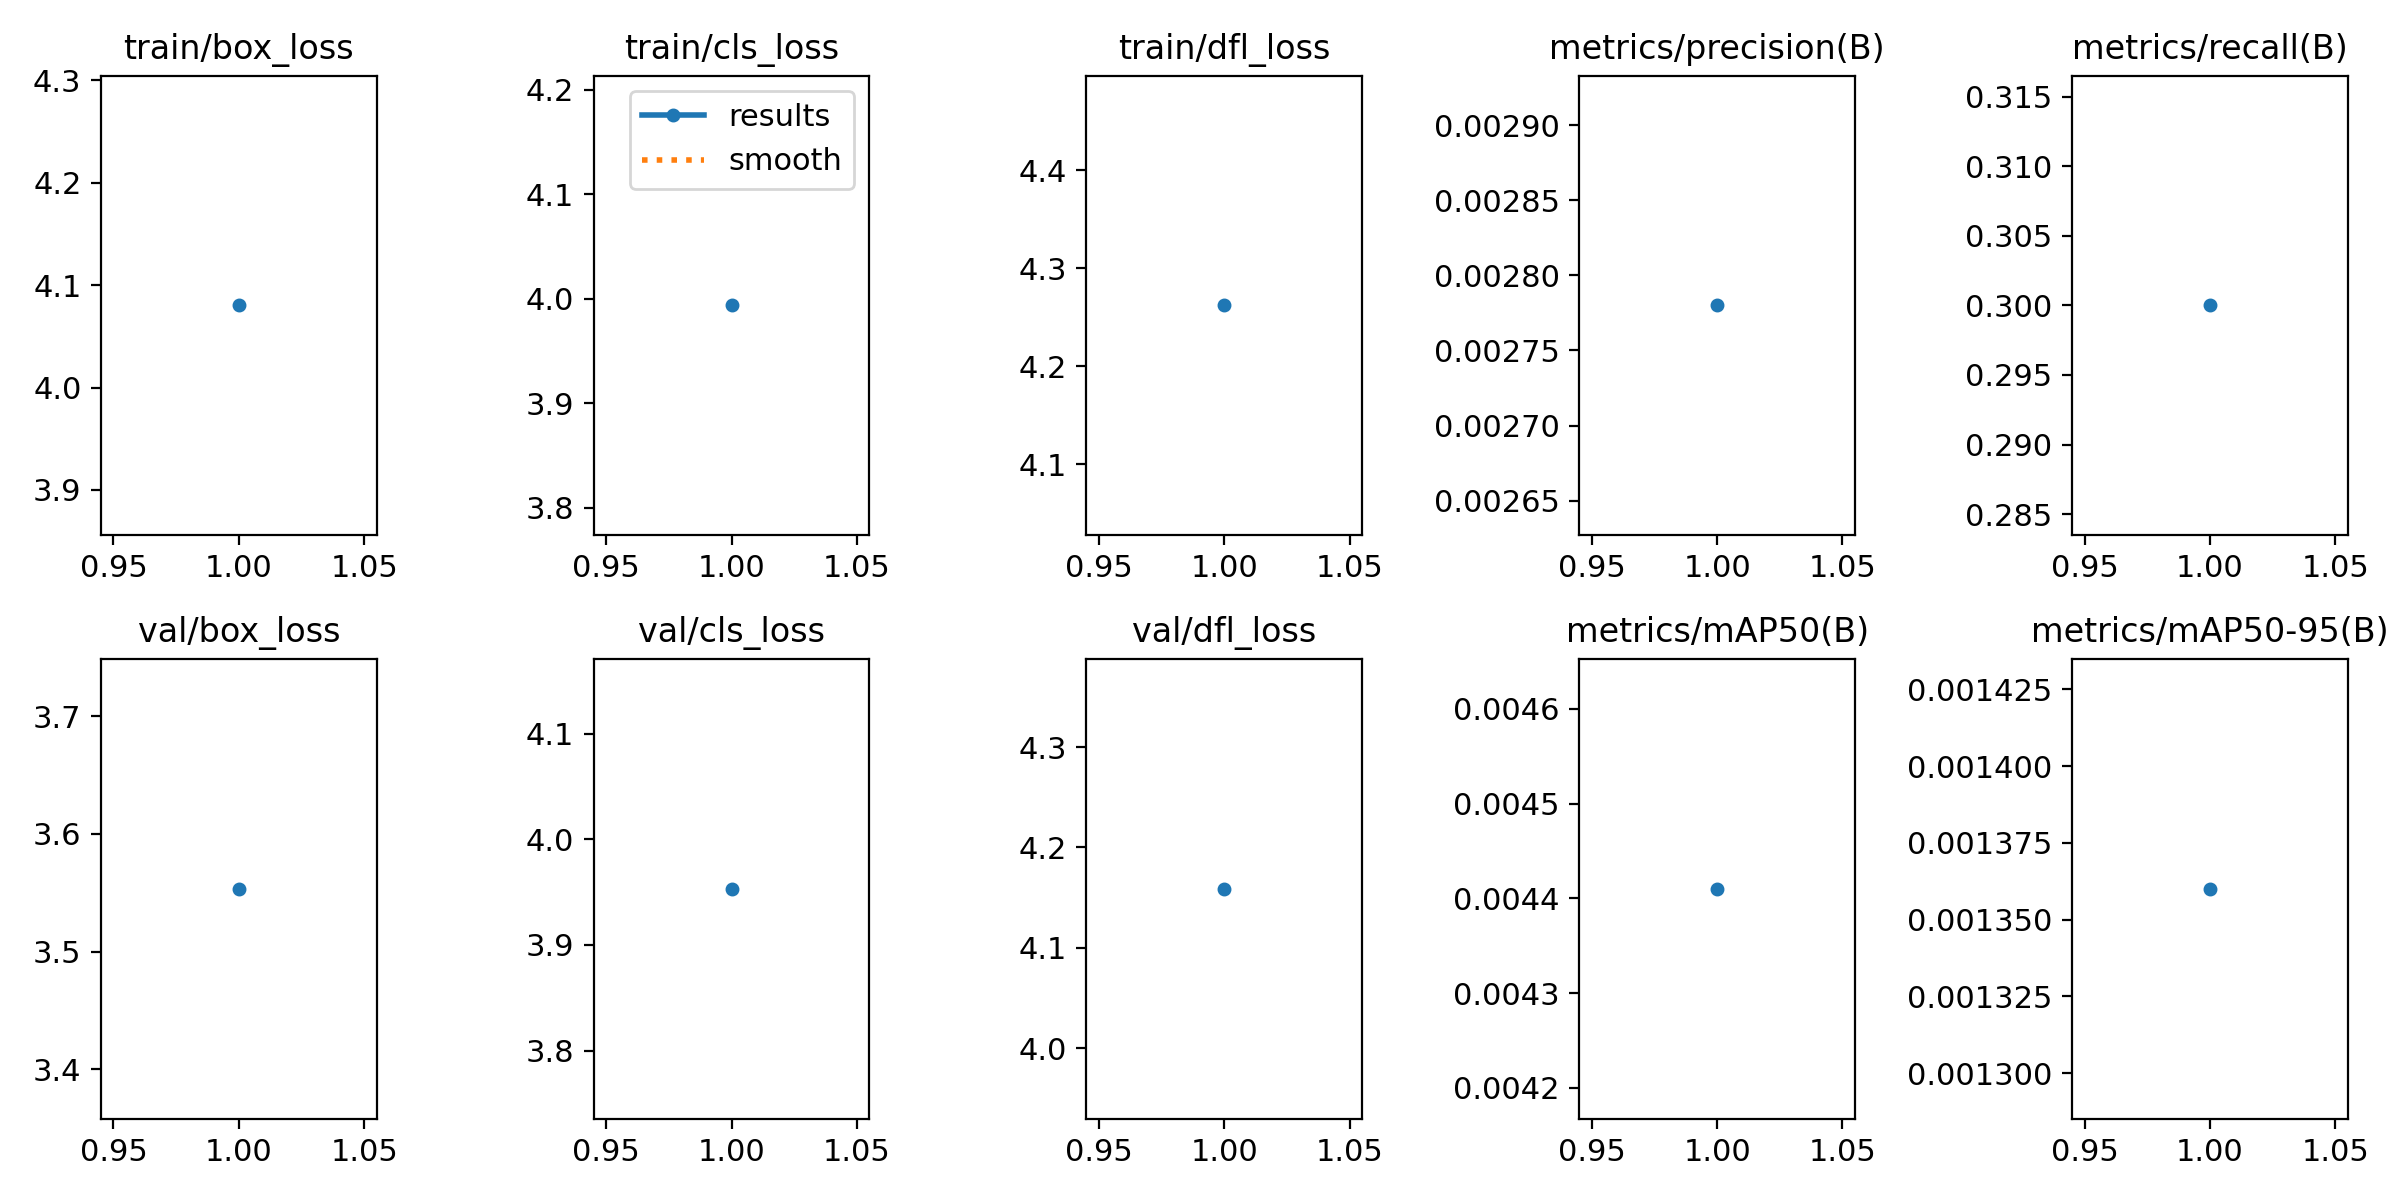 train/box_loss
4.3
4.2
4.1
4.0
3.9
0.95 1.00 1.05
train/cls_loss
results
smooth
4.2
4.1
4.0
3.9
3.8
0.95 1.00 1.05
train/dfl_loss
4.4
4.3
4.2
4.1
0.95 1.00 1.05
metrics/precision(B)
0.00290
0.00285
0.00280
0.00275
0.00270
0.00265
0.95 1.00 1.05
metrics/recall(B)
0.315
0.310
0.305
0.300
0.295
0.290
0.285
0.95 1.00 1.05
val/box_loss
3.7
3.6
3.5
3.4
0.95 1.00 1.05
val/cls_loss
4.1
4.0
3.9
3.8
0.95 1.00 1.05
val/dfl_loss
4.3
4.2
4.1
4.0
0.95 1.00 1.05
metrics/mAP50(B)
0.0046
0.0045
0.0044
0.0043
0.0042
0.95 1.00 1.05
metrics/mAP50-95(B)
0.001425
0.001400
0.001375
0.001350
0.001325
0.001300
0.95 1.00 1.05